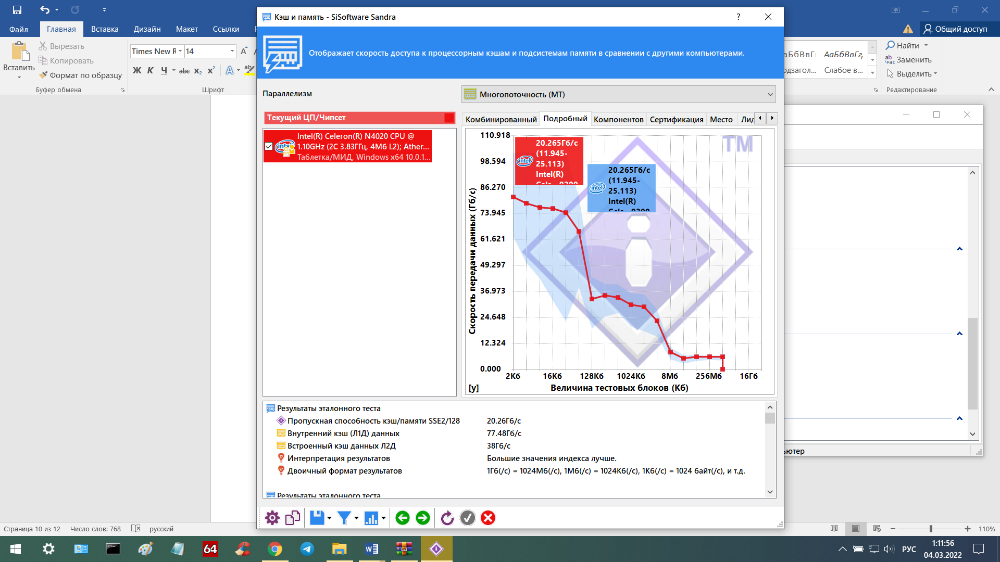 Файл
Главная
Вставка
Дизайн
Макет
Ссылки
Общий доступ
Вставить
Вырезать
Копировать
Формат по образцу
Буфер обмена
Times New R
14
Ж К Ч abc x₂ x²
Шрифт
Слабое в...
АаБбВвГг,
Найти
Заменить
Выделить
Редактирование
Кэш и память - SiSoftware Sandra
?
Отображает скорость доступа к процессорным кэшам и подсистемам памяти в сравнении с другими компьютерами.
Параллелизм
Многопоточность (МТ)
Текущий ЦП/Чипсет
Intel(R) Celeron(R) N4020 CPU @
1.10GHz (2C 3.83ГГц, 4Мб L2); Ather...
Таблетка/МИД, Windows x64 10.0.1...
Комбинированный
Подробный
Компонентов
Сертификация
Место
Лид
TM
110.918
98.594
86.270
73.945
61.621
49.297
36.973
24.648
12.324
0.000
Скорость передачи данных (Гб/с)
20.265Гб/с
(11.945-
25.113)
Intel(R)
20.265Гб/с
(11.945-
25.113)
Intel(R)
2Кб
16Кб
128Кб
1024Кб
8Мб
256Мб
16Гб
[y]
Величина тестовых блоков (Кб)
Результаты эталонного теста
Пропускная способность кэш/памяти SSE2/128 20.26Гб/с
Внутренний кэш (Л1Д) данных 77.48Гб/с
Встроенный кэш данных Л2Д 38Гб/с
Интерпретация результатов Большие значения индекса лучше.
Двоичный формат результатов 1Гб(/с) = 1024Мб(/с), 1Мб(/с) = 1024Кб(/с), 1Кб(/с) = 1024 байт(/с), и т.д.
Результаты эталонного теста
Страница 10 из 12
Число слов: 768
русский
110%
64
РУС
1:11:56
04.03.2022